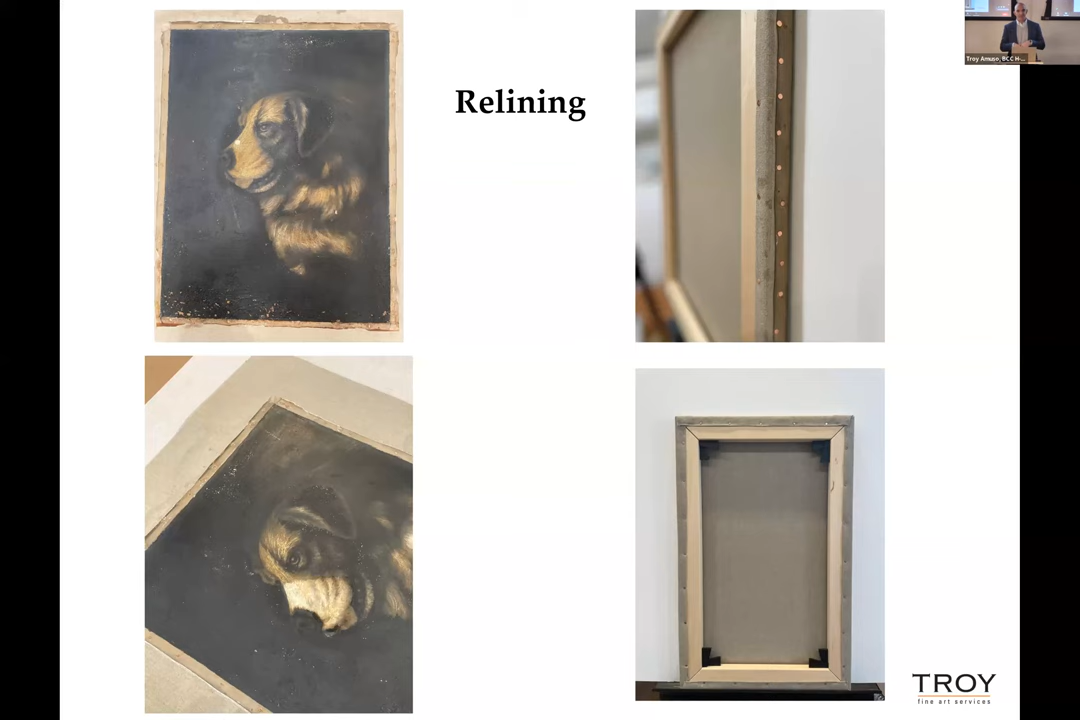 Relining
Troy Amuso, BCC H-...
TROY
fine art services